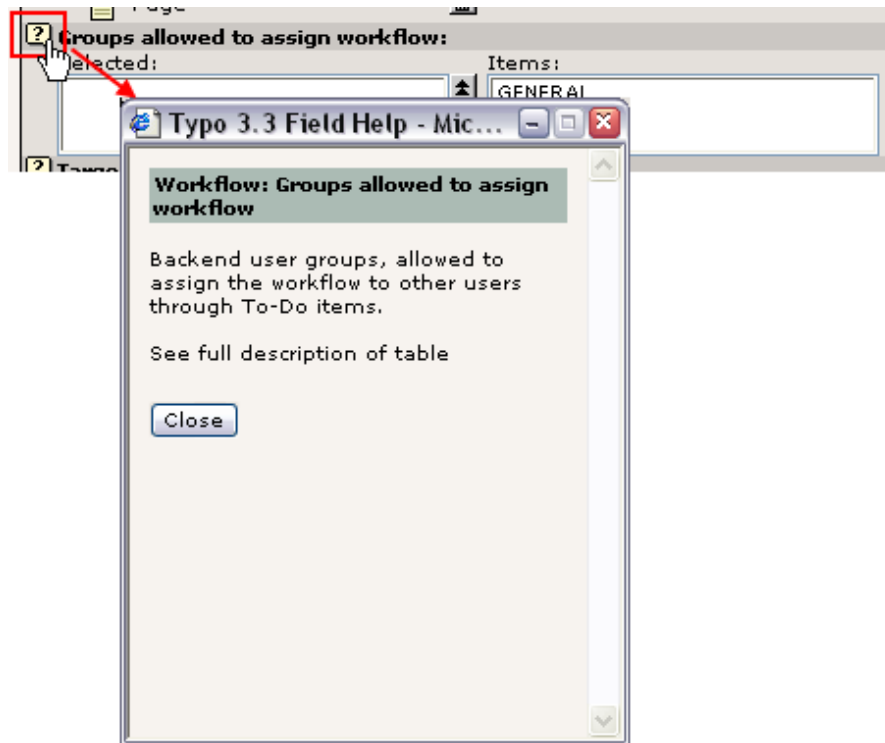 Page
? Groups allowed to assign workflow:
Selected:
Items:
GENERAL
?
Typo 3.3 Field Help - Mic...
Workflow: Groups allowed to assign
workflow
Backend user groups, allowed to
assign the workflow to other users
through To-Do items.
See full description of table
Close